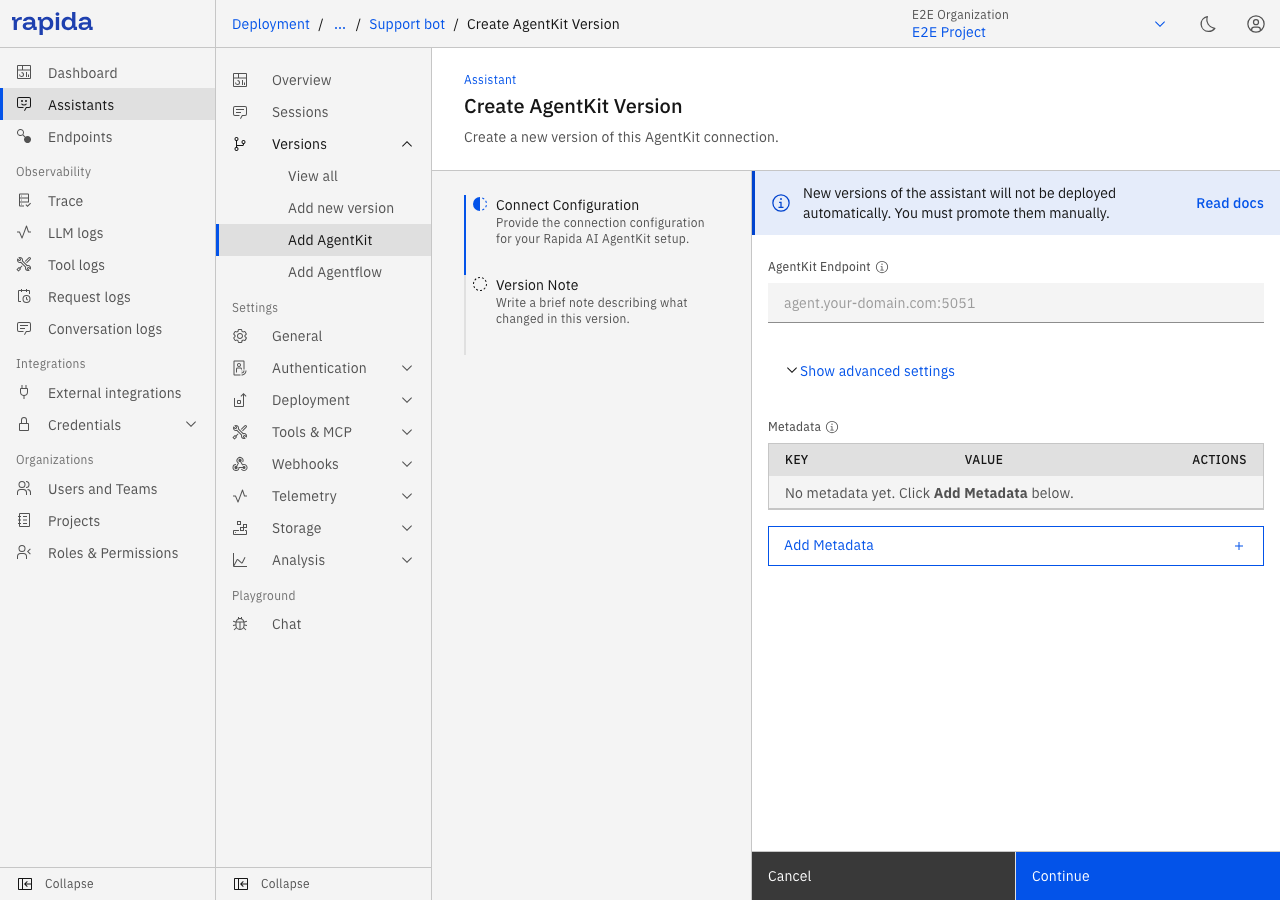 rapida
Deployment / ... / Support bot / Create AgentKit Version
E2E Organization
E2E Project
Dashboard
Assistants
Endpoints
Observability
Trace
LLM logs
Tool logs
Request logs
Conversation logs
Integrations
External integrations
Credentials
Organizations
Users and Teams
Projects
Roles & Permissions
Collapse
Overview
Sessions
Versions
View all
Add new version
Add AgentKit
Add Agentflow
Settings
General
Authentication
Deployment
Tools & MCP
Webhooks
Telemetry
Storage
Analysis
Playground
Chat
Collapse
Assistant
Create AgentKit Version
Create a new version of this AgentKit connection.
Connect Configuration
Provide the connection configuration
for your Rapida AI AgentKit setup.
Version Note
Write a brief note describing what
changed in this version.
New versions of the assistant will not be deployed
automatically. You must promote them manually.
Read docs
AgentKit Endpoint
agent.your-domain.com:5051
Show advanced settings
Metadata
KEY VALUE ACTIONS
No metadata yet. Click Add Metadata below.
Add Metadata +
Cancel
Continue